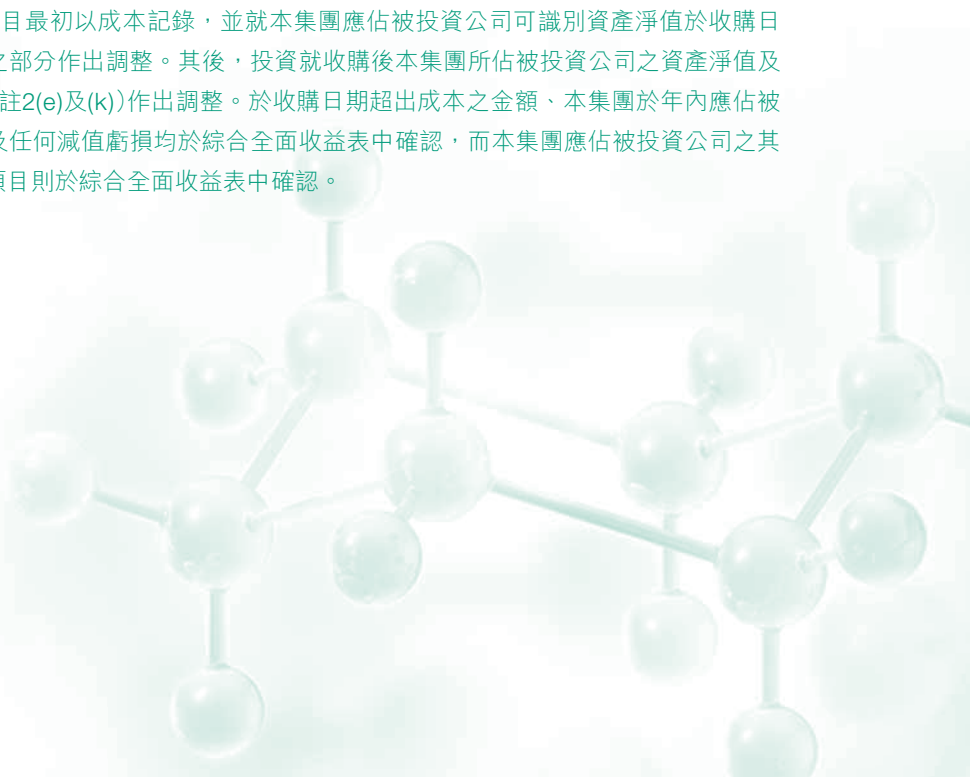 目最初以成本記錄，並就本集團應佔被投資公司可識別資產淨值於收購日
之部分作出調整。其後，投資就收購後本集團所佔被投資公司之資產淨值及
註2(e)及(k)）作出調整。於收購日期超出成本之金額、本集團於年內應佔被
及任何減值虧損均於綜合全面收益表中確認，而本集團應佔被投資公司之其
項目則於綜合全面收益表中確認。